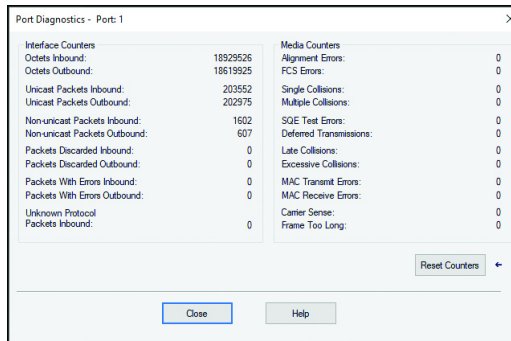 Port Diagnostics - Port: 1
Interface Counters
Octets Inbound: 18929526
Octets Outbound: 18619925
Unicast Packets Inbound: 203552
Unicast Packets Outbound: 202975
Non-unicast Packets Inbound: 1602
Non-unicast Packets Outbound: 607
Packets Discarded Inbound: 0
Packets Discarded Outbound: 0
Packets With Errors Inbound: 0
Packets With Errors Outbound: 0
Unknown Protocol
Packets Inbound: 0
Media Counters
Alignment Errors: 0
FCS Errors: 0
Single Collisions: 0
Multiple Collisions: 0
SQE Test Errors: 0
Deferred Transmissions: 0
Late Collisions: 0
Excessive Collisions: 0
MAC Transmit Errors: 0
MAC Receive Errors: 0
Carrier Sense: 0
Frame Too Long: 0
Reset Counters
Close
Help